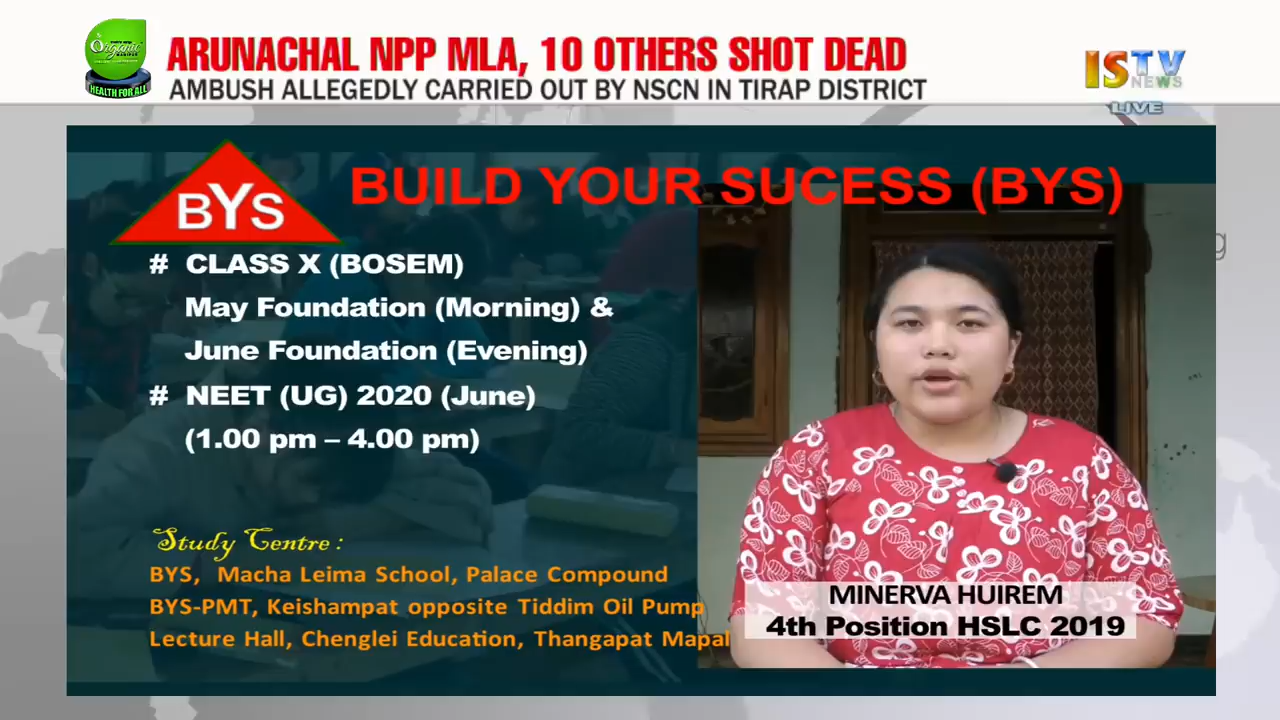 Organic
HEALTH FOR ALL
ARUNACHAL NPP MLA, 10 OTHERS SHOT DEAD
AMBUSH ALLEGEDLY CARRIED OUT BY NSCN IN TIRAP DISTRICT
ISTV
NEWS
LIVE
BYS
BUILD YOUR SUCESS (BYS)
# CLASS X (BOSEM)
May Foundation (Morning) &
June Foundation (Evening)
# NEET (UG) 2020 (June)
(1.00 pm – 4.00 pm)
Study Centre :
BYS, Macha Leima School, Palace Compound
BYS-PMT, Keishampat opposite Tiddim Oil Pump
Lecture Hall, Chenglei Education, Thangapat Mapal
MINERVA HUIREM
4th Position HSLC 2019